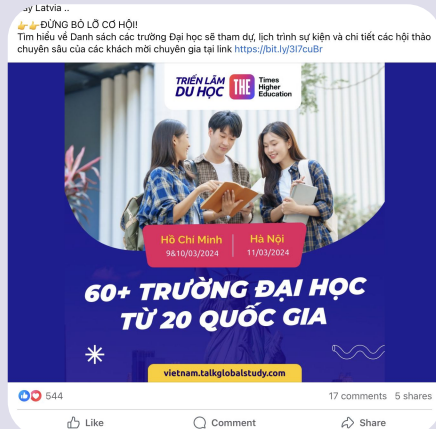 ay Latvia ..
👉👉ĐỪNG BỎ LỠ CƠ HỘI!
Tìm hiểu về Danh sách các trường Đại học sẽ tham dự, lịch trình sự kiện và chi tiết các hội thảo
chuyên sâu của các khách mời chuyên gia tại link https://bit.ly/3I7cuBr
TRIỂN LÃM
DU HỌC
THE
Times
Higher
Education
Hồ Chí Minh
9&10/03/2024
Hà Nội
11/03/2024
60+ TRƯỜNG ĐẠI HỌC
TỪ 20 QUỐC GIA
vietnam.talkglobalstudy.com
544
17 comments 5 shares
Like
Comment
Share